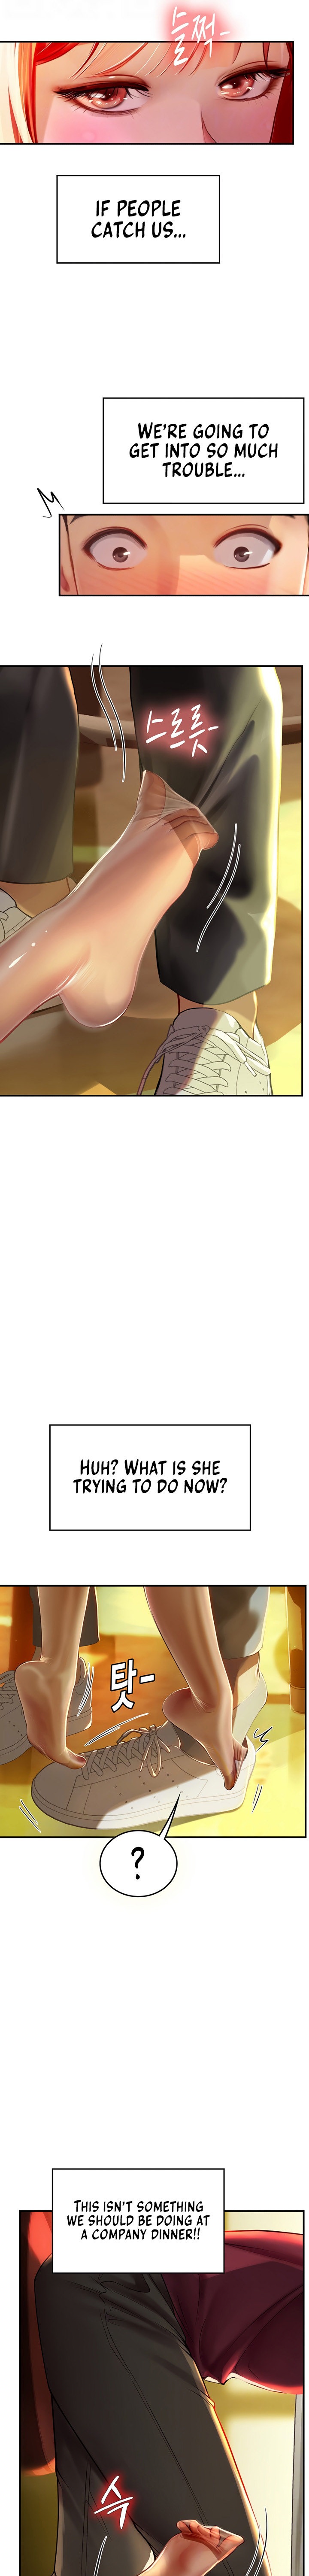 슬쩍-
IF PEOPLE
CATCH US...
WE'RE GOING TO
GET INTO SO MUCH
TROUBLE...
스르륵-
HUH? WHAT IS SHE
TRYING TO DO NOW?
탓-
?
THIS ISN'T SOMETHING
WE SHOULD BE DOING AT
A COMPANY DINNER!!
슥